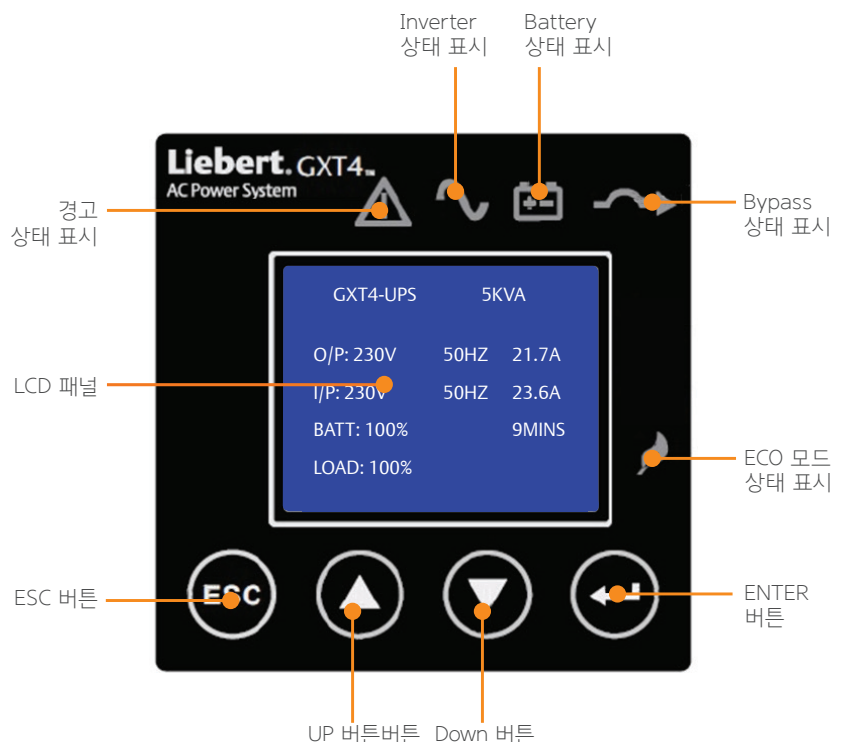 Inverter
상태 표시
Battery
상태 표시
Liebert. GXT4™
AC Power System
경고
상태 표시
Bypass
상태 표시
GXT4-UPS 5KVA
O/P: 230V 50HZ 21.7A
I/P: 230V 50HZ 23.6A
BATT: 100% 9MINS
LOAD: 100%
LCD 패널
ECO 모드
상태 표시
ESC 버튼
ESC
ENTER
버튼
UP 버튼버튼
Down 버튼